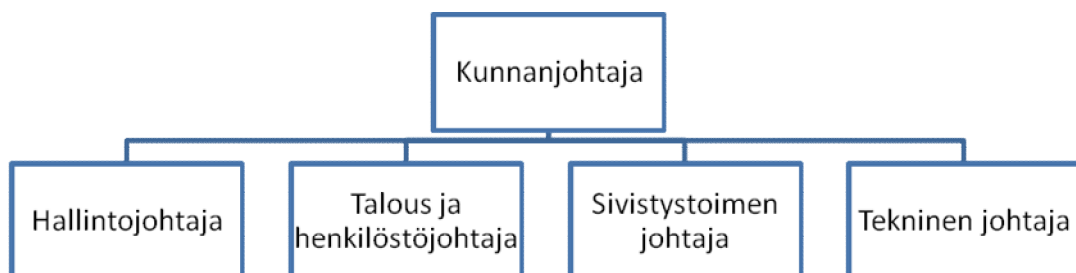 Kunnanjohtaja
Hallintojohtaja
Talous ja
henkilöstöjohtaja
Sivistystoimen
johtaja
Tekninen johtaja